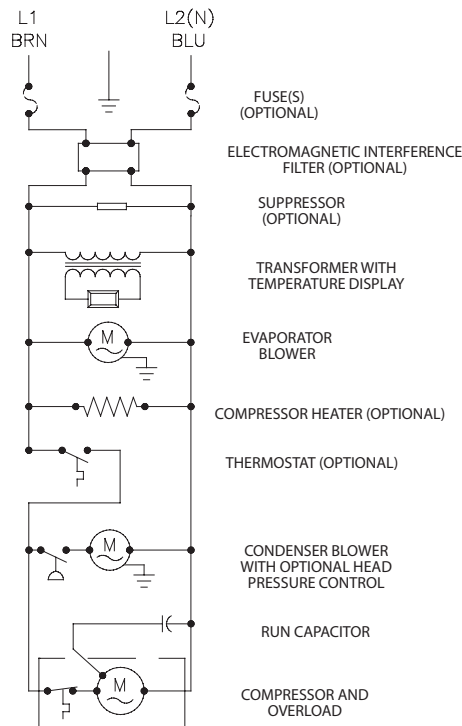 L1 L2(N)
BRN BLU
FUSE(S)
(OPTIONAL)
ELECTROMAGNETIC INTERFERENCE
FILTER (OPTIONAL)
SUPPRESSOR
(OPTIONAL)
TRANSFORMER WITH
TEMPERATURE DISPLAY
M
EVAPORATOR
BLOWER
COMPRESSOR HEATER (OPTIONAL)
THERMOSTAT (OPTIONAL)
M
CONDENSER BLOWER
WITH OPTIONAL HEAD
PRESSURE CONTROL
RUN CAPACITOR
M
COMPRESSOR AND
OVERLOAD